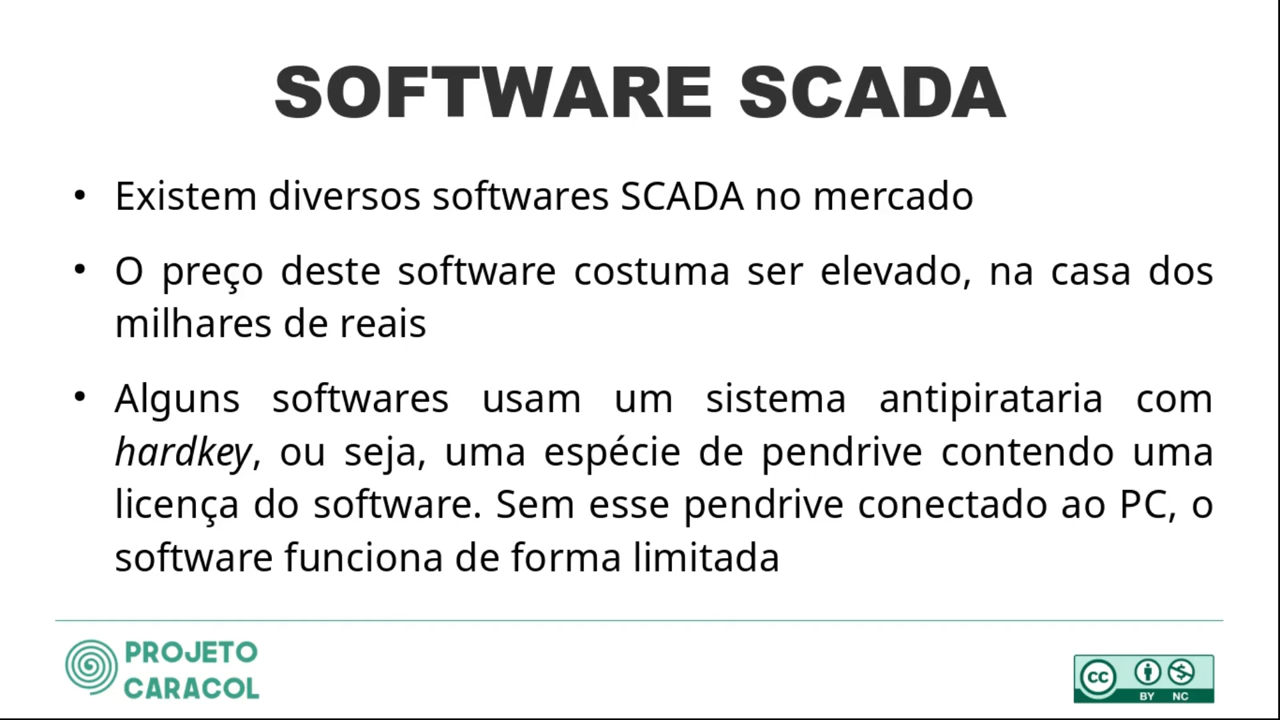 SOFTWARE SCADA
• Existem diversos softwares SCADA no mercado
• O preço deste software costuma ser elevado, na casa dos
milhares de reais
• Alguns softwares usam um sistema antipirataria com
hardkey, ou seja, uma espécie de pendrive contendo uma
licença do software. Sem esse pendrive conectado ao PC, o
software funciona de forma limitada
PROJETO
CARACOL
cc
BY NC